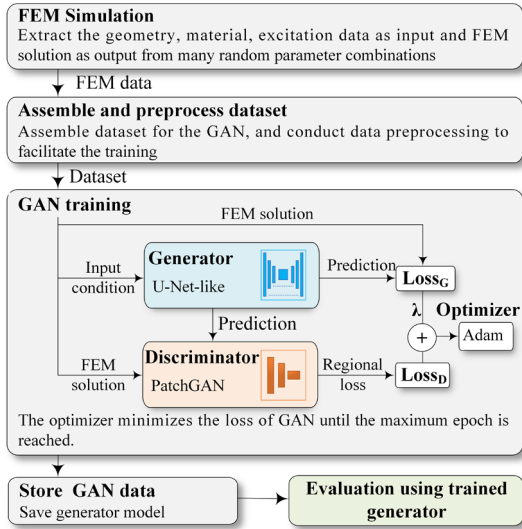 FEM Simulation
Extract the geometry, material, excitation data as input and FEM
solution as output from many random parameter combinations
FEM data
Assemble and preprocess dataset
Assemble dataset for the GAN, and conduct data preprocessing to
facilitate the training
Dataset
GAN training
FEM solution
Input
condition
Generator
U-Net-like
Prediction
LossG
λ
Optimizer
+
Adam
Prediction
FEM
solution
Discriminator
PatchGAN
Regional
loss
LossD
The optimizer minimizes the loss of GAN until the maximum epoch is
reached.
Store GAN data
Save generator model
Evaluation using trained
generator